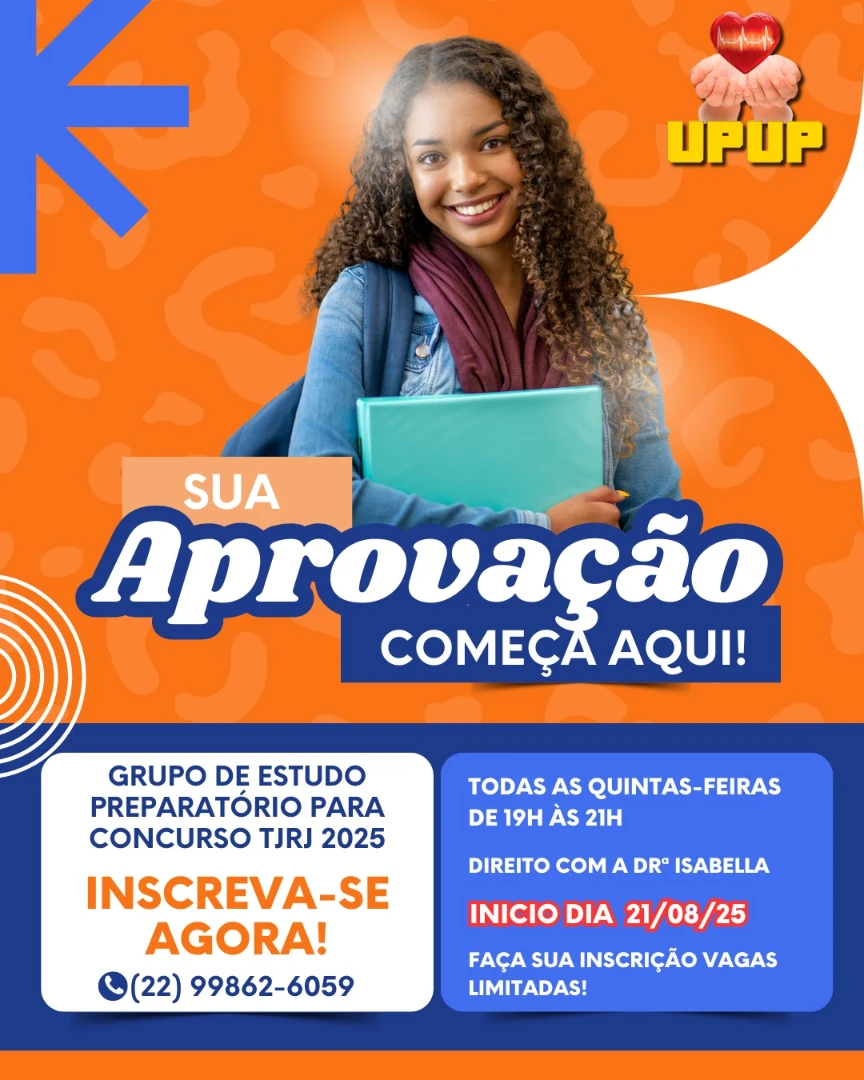 UPUP
SUA
Aprovação
COMEÇA AQUI!
GRUPO DE ESTUDO
PREPARATÓRIO PARA
CONCURSO TJRJ 2025
INSCREVA-SE
AGORA!
(22) 99862-6059
TODAS AS QUINTAS-FEIRAS
DE 19H ÀS 21H
DIREITO COM A DRª ISABELLA
INICIO DIA 21/08/25
FAÇA SUA INSCRIÇÃO VAGAS
LIMITADAS!